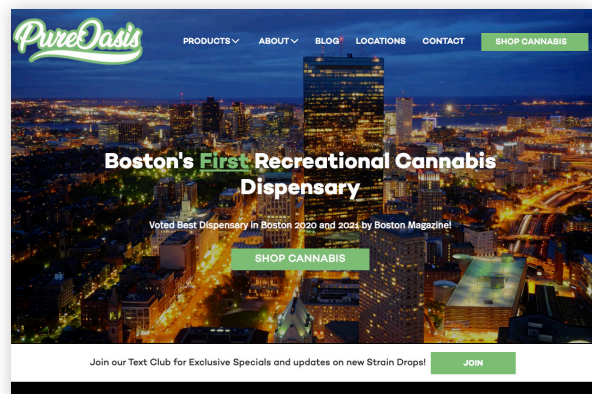 PureOasis
PRODUCTS ABOUT BLOG LOCATIONS CONTACT SHOP CANNABIS
Boston's First Recreational Cannabis
Dispensary
Voted Best Dispensary in Boston 2020 and 2021 by Boston Magazine!
SHOP CANNABIS
Join our Text Club for Exclusive Specials and updates on new Strain Drops! JOIN